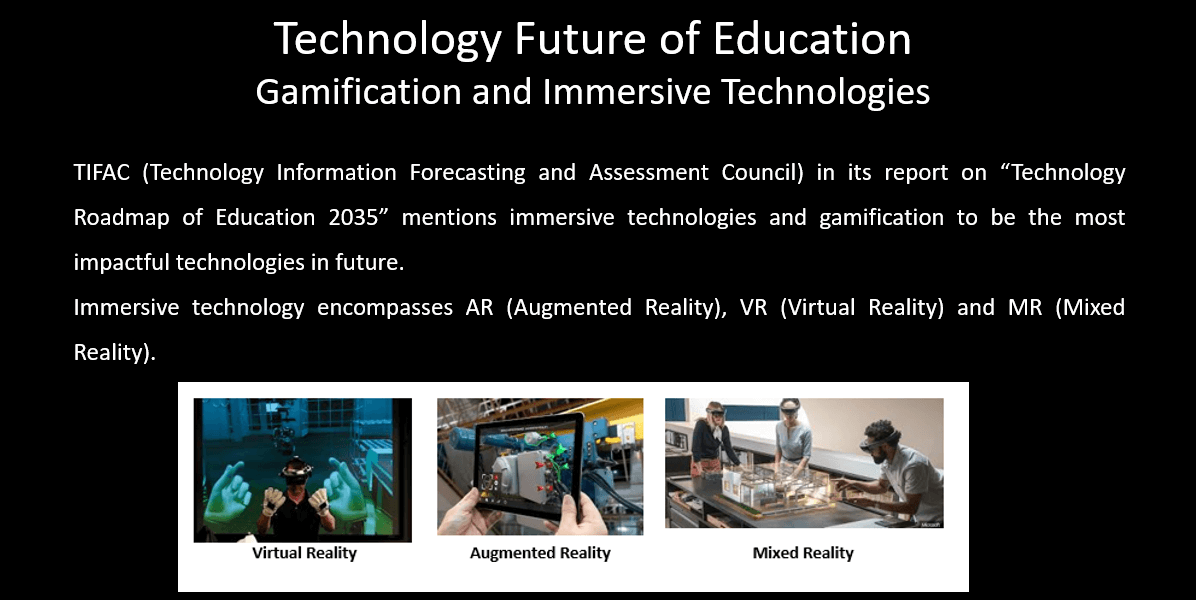 Technology Future of Education
Gamification and Immersive Technologies
TIFAC (Technology Information Forecasting and Assessment Council) in its report on “Technology
Roadmap of Education 2035” mentions immersive technologies and gamification to be the most
impactful technologies in future.
Immersive technology encompasses AR (Augmented Reality), VR (Virtual Reality) and MR (Mixed
Reality).
Microsoft
Virtual Reality
Augmented Reality
Mixed Reality